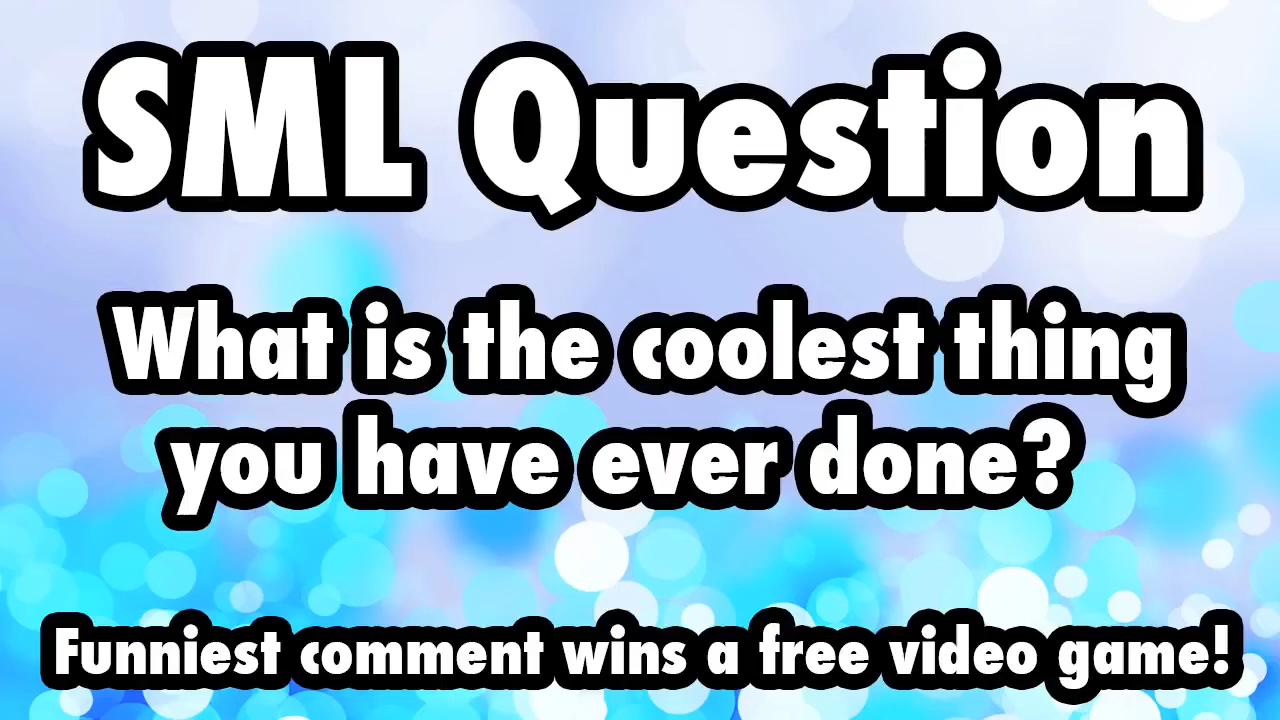 SML Question
What is the coolest thing
you have ever done?
Funniest comment wins a free video game!